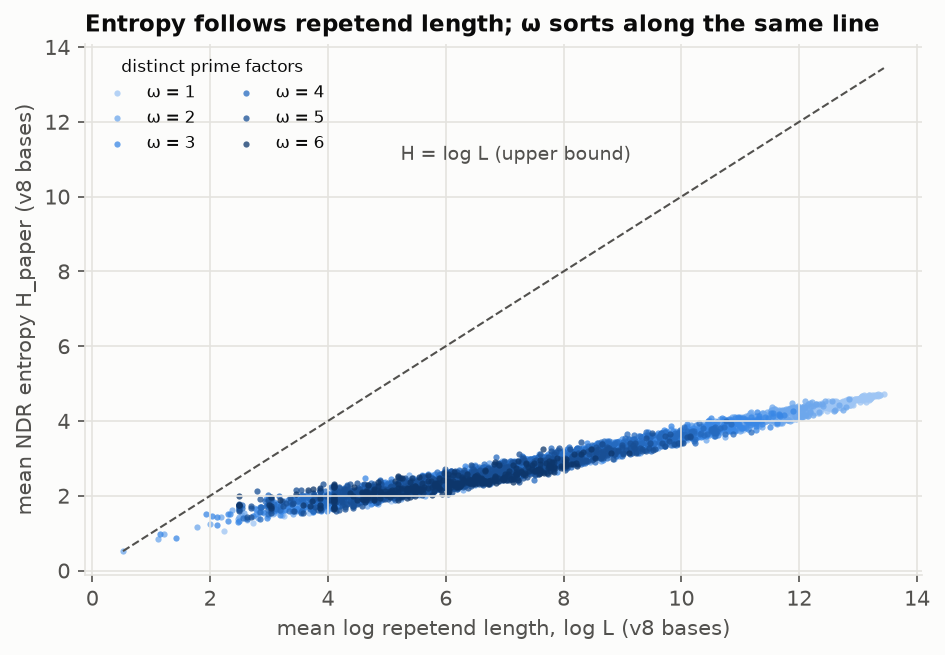 Entropy follows repetend length; ω sorts along the same line
distinct prime factors
ω = 1
ω = 2
ω = 3
ω = 4
ω = 5
ω = 6
H = log L (upper bound)
mean NDR entropy H_paper (v8 bases)
14
12
10
8
6
4
2
0
0 2 4 6 8 10 12 14
mean log repetend length, log L (v8 bases)